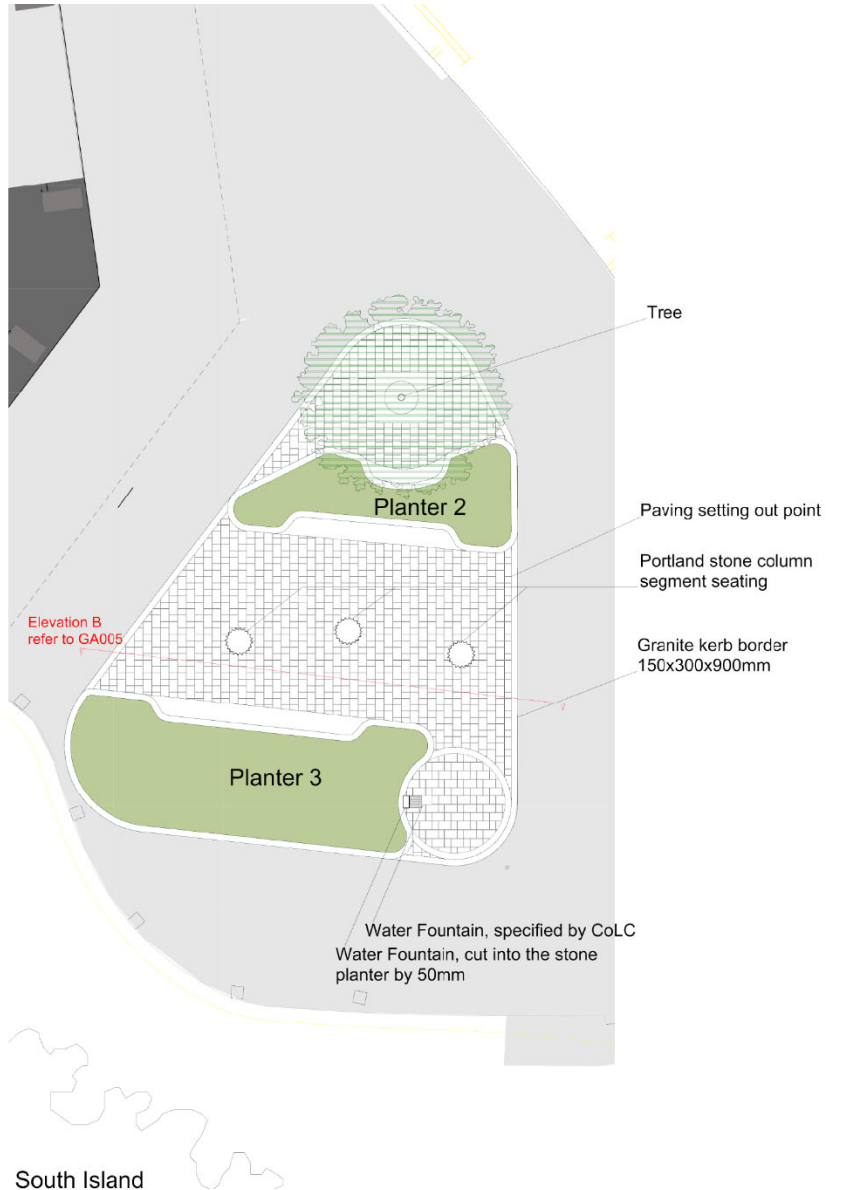 Tree
Planter 2
Paving setting out point
Portland stone column
segment seating
Elevation B
refer to GA005
Granite kerb border
150x300x900mm
Planter 3
Water Fountain, specified by CoLC
Water Fountain, cut into the stone
planter by 50mm
South Island